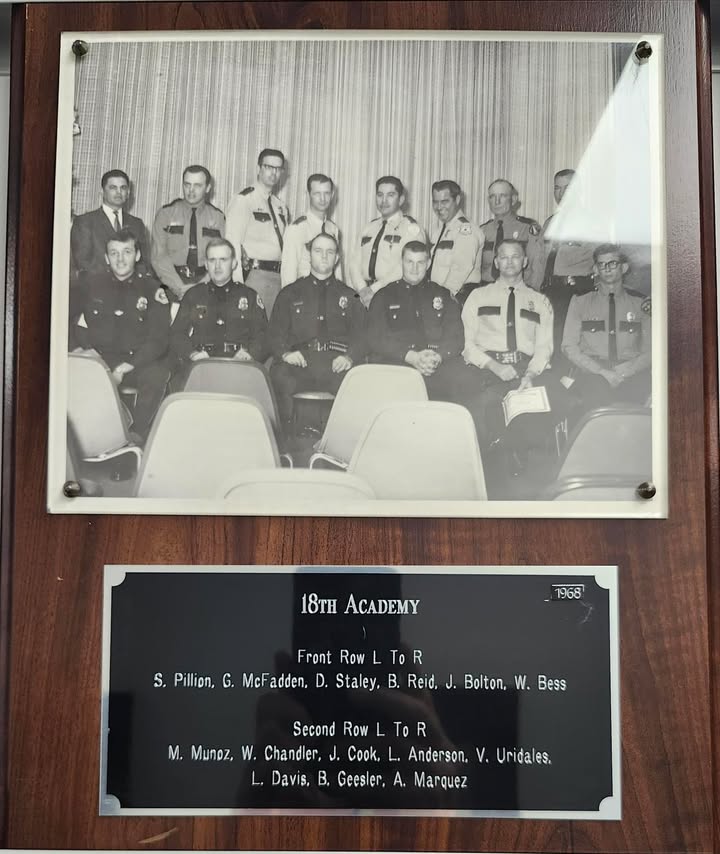 18TH ACADEMY
1968
Front Row L To R
S. Pillion, G. McFadden, D. Staley, B. Reid, J. Bolton, W. Bess
Second Row L To R
M. Munoz, W. Chandler, J. Cook, L. Anderson, V. Uridales,
L. Davis, B. Geesler, A. Marquez